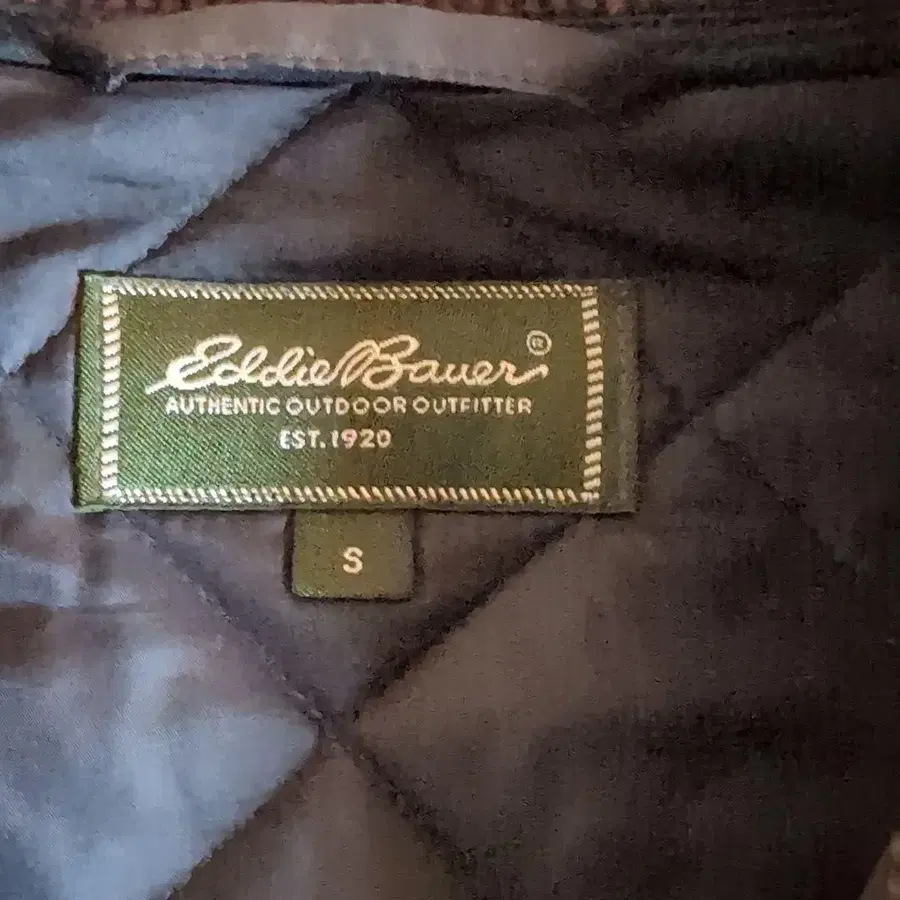 Eddie Bauer ®
AUTHENTIC OUTDOOR OUTFITTER
EST. 1920
S